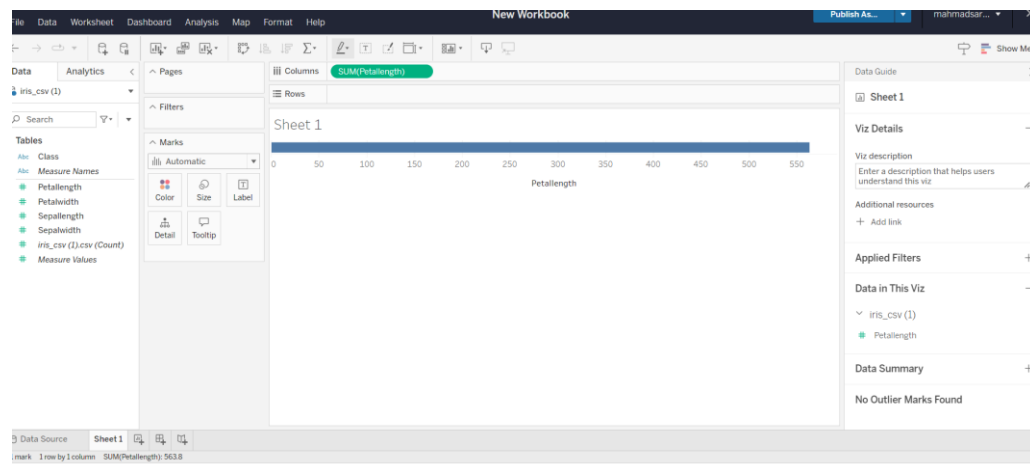 File Data Worksheet Dashboard Analysis Map Format Help New Workbook Publish As... mahmadsar...
Show Me
Data Analytics
iris_csv (1)
Search
Tables
Abc Class
Abc Measure Names
# Petallength
# Petalwidth
# Sepallength
# Sepalwidth
# iris_csv (1).csv (Count)
# Measure Values
Pages
Filters
Marks
Automatic
Color Size Label
Detail Tooltip
Columns SUM(Petallength)
Rows
Sheet 1
0 50 100 150 200 250 300 350 400 450 500 550
Petallength
Data Guide
Sheet 1
Viz Details
Viz description
Enter a description that helps users
understand this viz
Additional resources
+ Add link
Applied Filters +
Data in This Viz -
iris_csv (1)
# Petallength
Data Summary +
No Outlier Marks Found
Data Source Sheet 1
mark 1 row by 1 column SUM(Petallength): 563.8